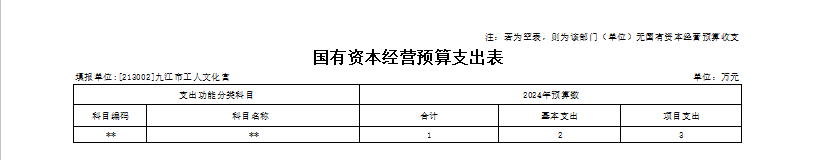 注：若为空表，则为该部门（单位）无国有资本经营预算收支
国有资本经营预算支出表
填报单位:[213002]九江市工人文化宫 单位：万元
支出功能分类科目 2024年预算数
科目编码 科目名称 合计 基本支出 项目支出
** ** 1 2 3